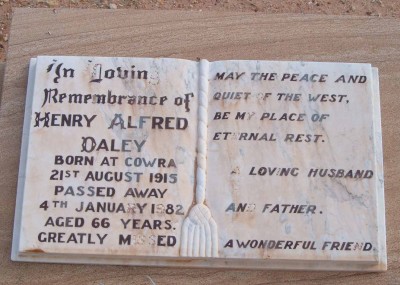 In Loving
Remembrance of
HENRY ALFRED
DALEY
BORN AT COWRA
21ST AUGUST 1915
PASSED AWAY
4TH JANUARY 1982
AGED 66 YEARS.
GREATLY MISSED
MAY THE PEACE AND
QUIET OF THE WEST,
BE MY PLACE OF
ETERNAL REST.
A LOVING HUSBAND
AND FATHER.
A WONDERFUL FRIEND.